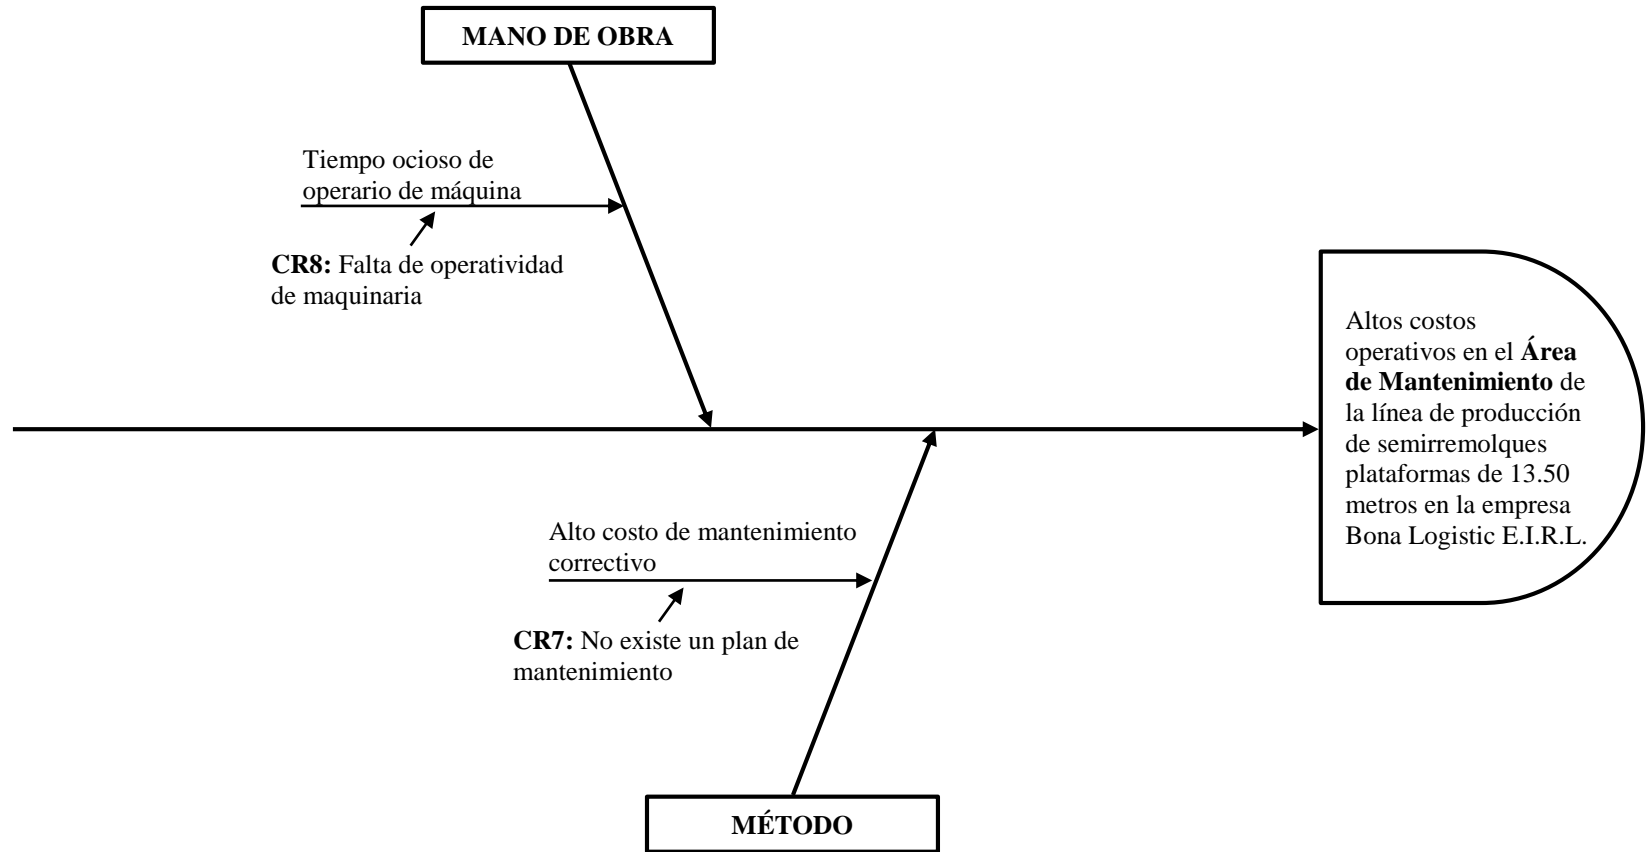 MANO DE OBRA
Tiempo ocioso de
operario de máquina
CR8: Falta de operatividad
de maquinaria
Altos costos
operativos en el Área
de Mantenimiento de
la línea de producción
de semirremolques
plataformas de 13.50
metros en la empresa
Bona Logistic E.I.R.L.
Alto costo de mantenimiento
correctivo
CR7: No existe un plan de
mantenimiento
MÉTODO